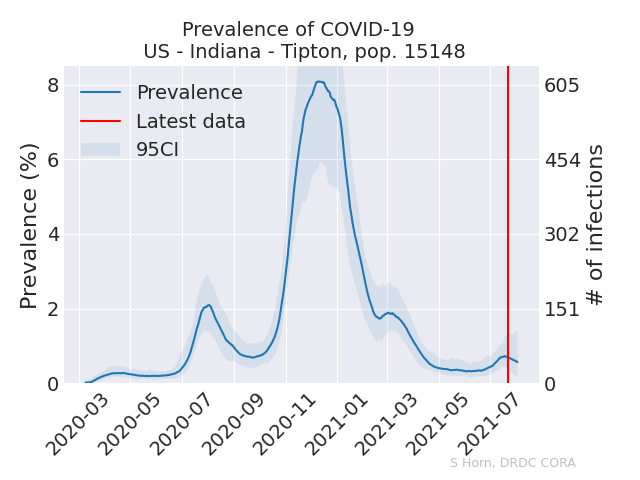 Prevalence of COVID-19
US - Indiana - Tipton, pop. 15148
Prevalence
Latest data
95CI
Prevalence (%)
8
6
4
2
0
605
454
302
151
0
# of infections
2020-03
2020-05
2020-07
2020-09
2020-11
2021-01
2021-03
2021-05
2021-07
S Horn, DRDC CORA